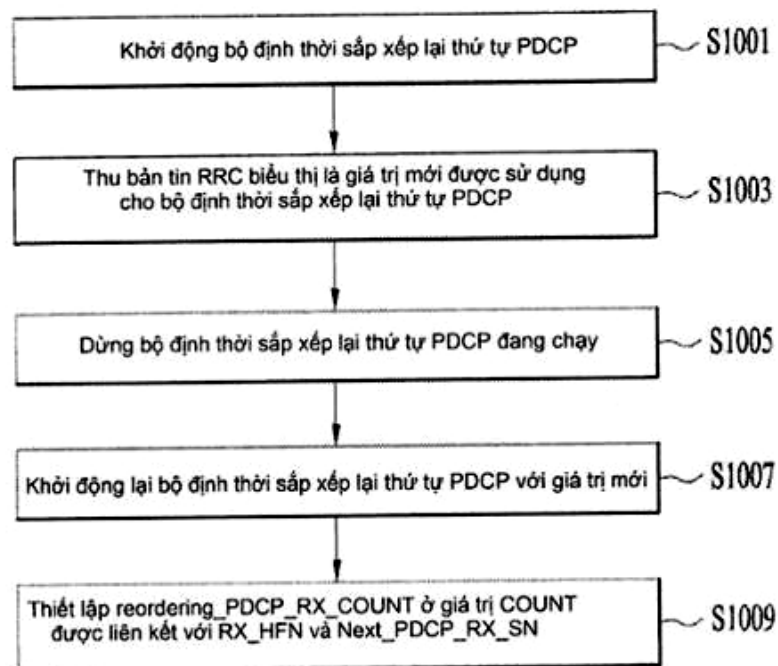 Khởi động bộ định thời sắp xếp lại thứ tự PDCP
S1001
Thu bản tin RRC biểu thị là giá trị mới được sử dụng
cho bộ định thời sắp xếp lại thứ tự PDCP
S1003
Dừng bộ định thời sắp xếp lại thứ tự PDCP đang chạy
S1005
Khởi động lại bộ định thời sắp xếp lại thứ tự PDCP với giá trị mới
S1007
Thiết lập reordering_PDCP_RX_COUNT ở giá trị COUNT
được liên kết với RX_HFN và Next_PDCP_RX_SN
S1009